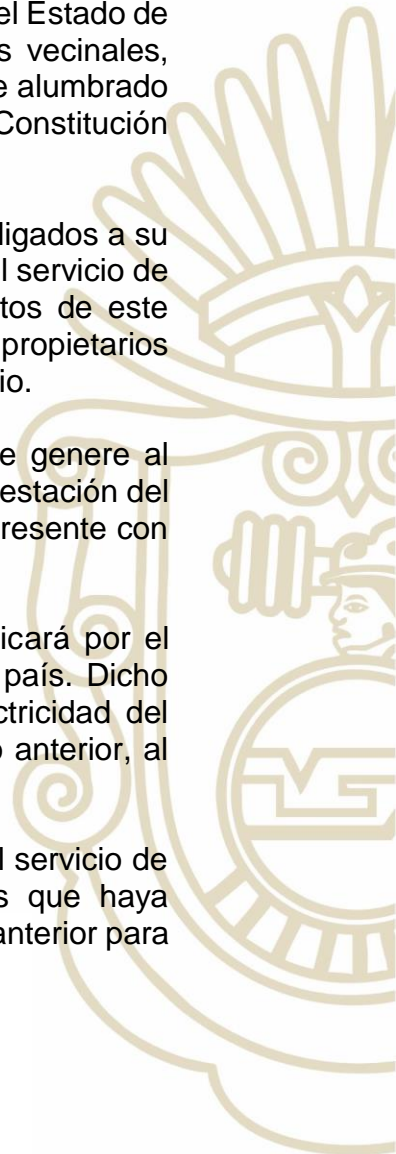 el Estado de
s vecinales,
e alumbrado
Constitución
ligados a su
l servicio de
tos de este
propietarios
io.
e genere al
estación del
resente con
icará por el
país. Dicho
ctricidad del
o anterior, al
l servicio de
s que haya
anterior para